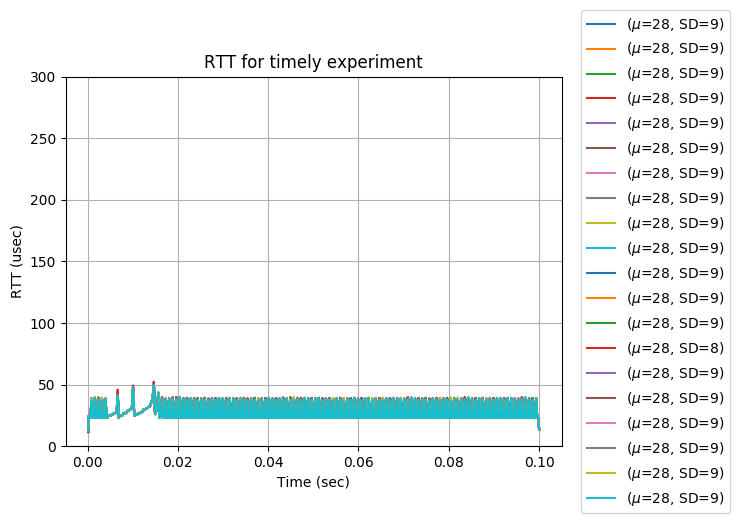 RTT for timely experiment
300
250
200
150
100
50
0
RTT (usec)
0.00
0.02
0.04
0.06
0.08
0.10
Time (sec)
(μ=28, SD=9)
(μ=28, SD=9)
(μ=28, SD=9)
(μ=28, SD=9)
(μ=28, SD=9)
(μ=28, SD=9)
(μ=28, SD=9)
(μ=28, SD=9)
(μ=28, SD=9)
(μ=28, SD=9)
(μ=28, SD=9)
(μ=28, SD=9)
(μ=28, SD=9)
(μ=28, SD=8)
(μ=28, SD=9)
(μ=28, SD=9)
(μ=28, SD=9)
(μ=28, SD=9)
(μ=28, SD=9)
(μ=28, SD=9)